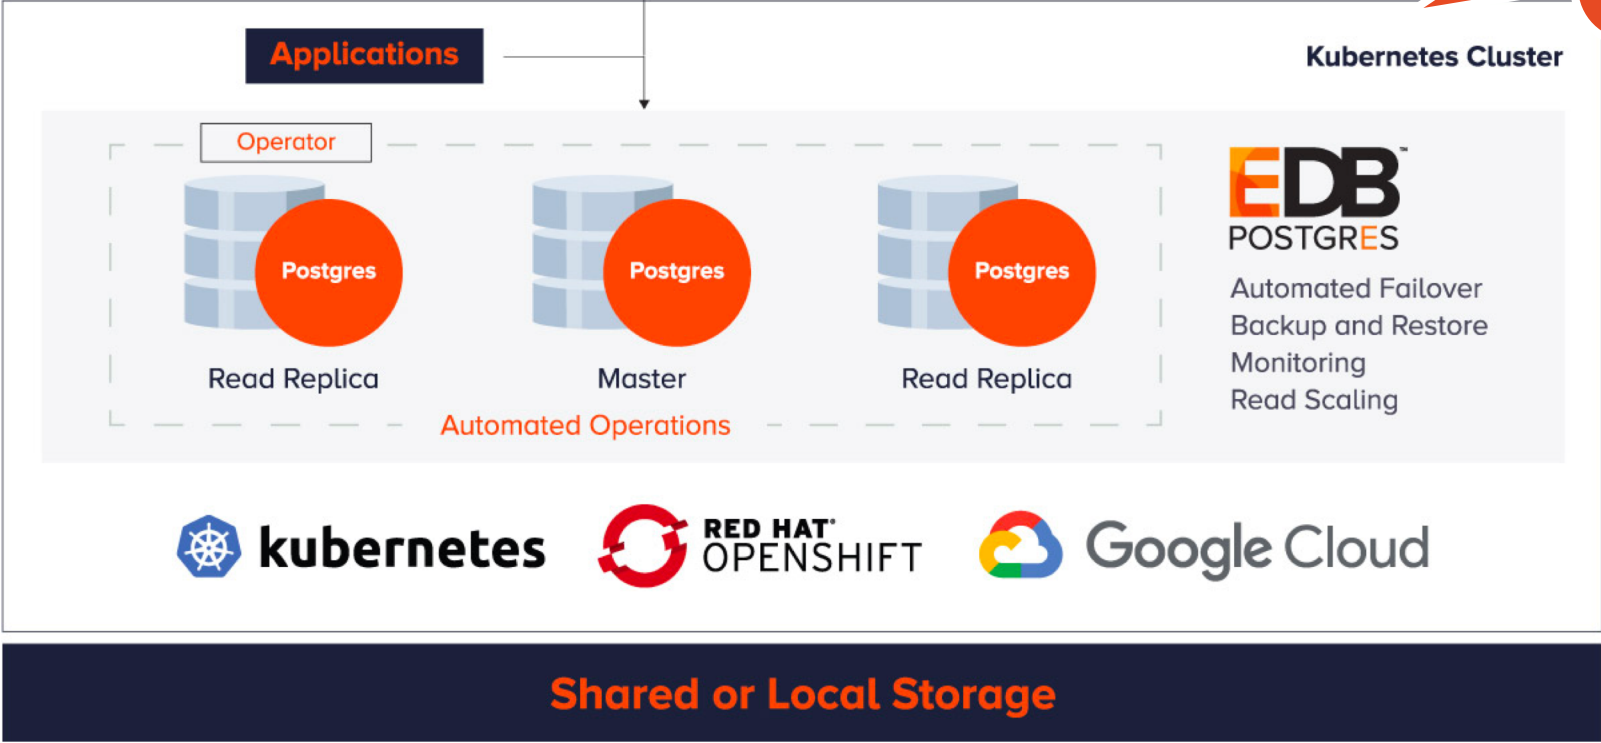 Applications
Kubernetes Cluster
Operator
Postgres
Postgres
Postgres
Read Replica
Master
Read Replica
Automated Operations
EDB™
POSTGRES
Automated Failover
Backup and Restore
Monitoring
Read Scaling
kubernetes
RED HAT®
OPENSHIFT
Google Cloud
Shared or Local Storage